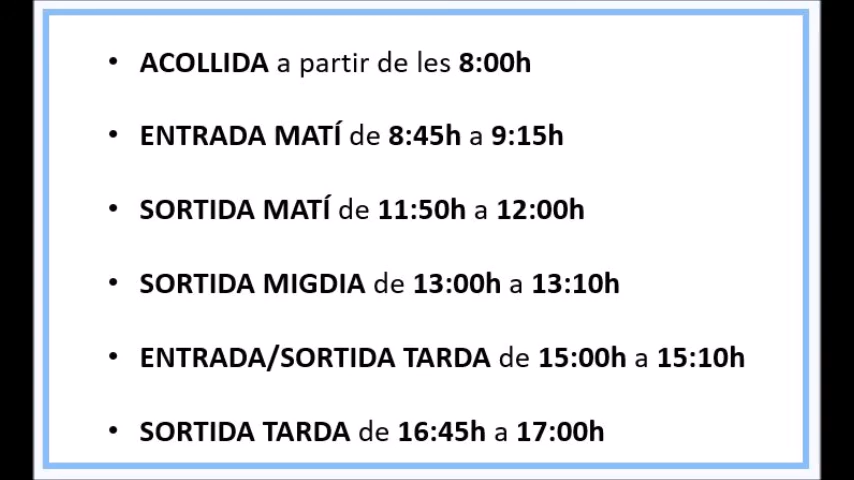 • ACOLLIDA a partir de les 8:00h
• ENTRADA MATÍ de 8:45h a 9:15h
• SORTIDA MATÍ de 11:50h a 12:00h
• SORTIDA MIGDIA de 13:00h a 13:10h
• ENTRADA/SORTIDA TARDA de 15:00h a 15:10h
• SORTIDA TARDA de 16:45h a 17:00h